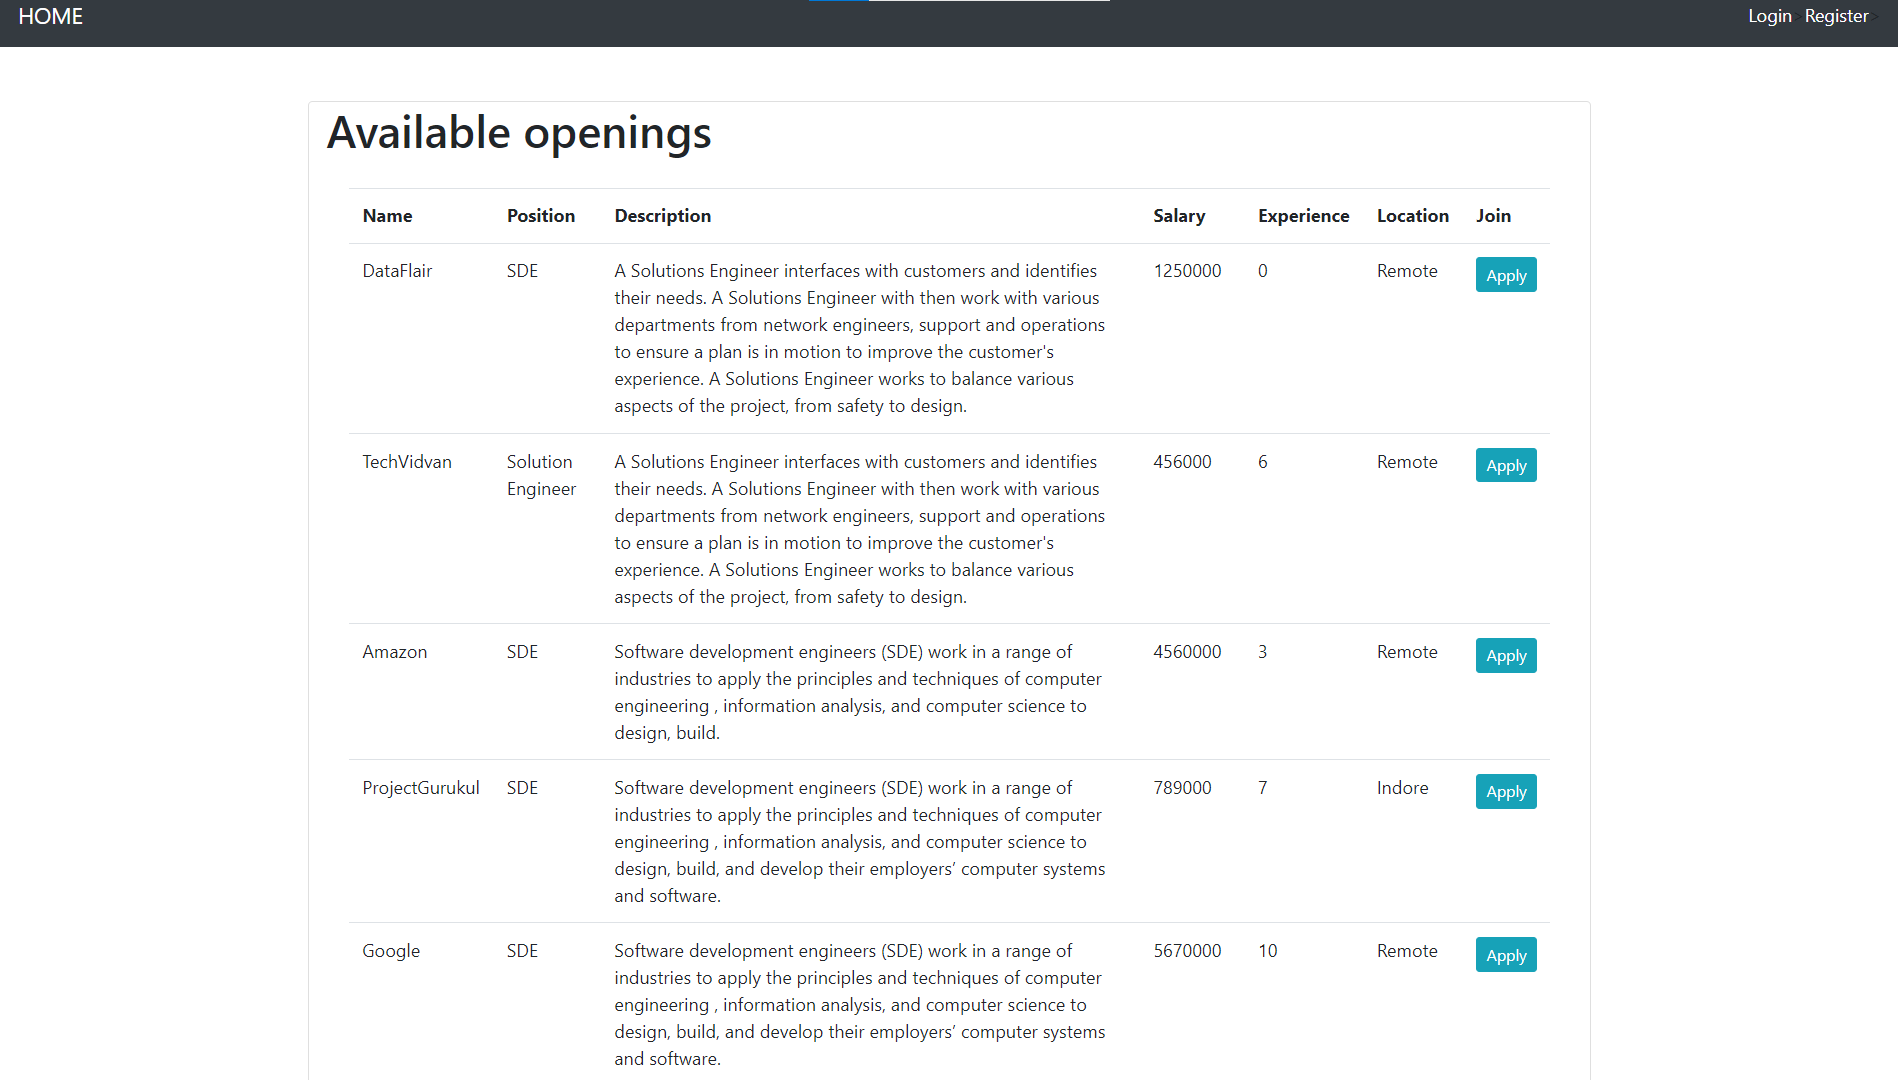 HOME
Login> Register>
Available openings
Name Position Description Salary Experience Location Join
DataFlair SDE A Solutions Engineer interfaces with customers and identifies 1250000 0 Remote Apply
their needs. A Solutions Engineer with then work with various
departments from network engineers, support and operations
to ensure a plan is in motion to improve the customer's
experience. A Solutions Engineer works to balance various
aspects of the project, from safety to design.
TechVidvan Solution A Solutions Engineer interfaces with customers and identifies 456000 6 Remote Apply
Engineer their needs. A Solutions Engineer with then work with various
departments from network engineers, support and operations
to ensure a plan is in motion to improve the customer's
experience. A Solutions Engineer works to balance various
aspects of the project, from safety to design.
Amazon SDE Software development engineers (SDE) work in a range of 4560000 3 Remote Apply
industries to apply the principles and techniques of computer
engineering , information analysis, and computer science to
design, build.
ProjectGurukul SDE Software development engineers (SDE) work in a range of 789000 7 Indore Apply
industries to apply the principles and techniques of computer
engineering , information analysis, and computer science to
design, build, and develop their employers’ computer systems
and software.
Google SDE Software development engineers (SDE) work in a range of 5670000 10 Remote Apply
industries to apply the principles and techniques of computer
engineering , information analysis, and computer science to
design, build, and develop their employers’ computer systems
and software.